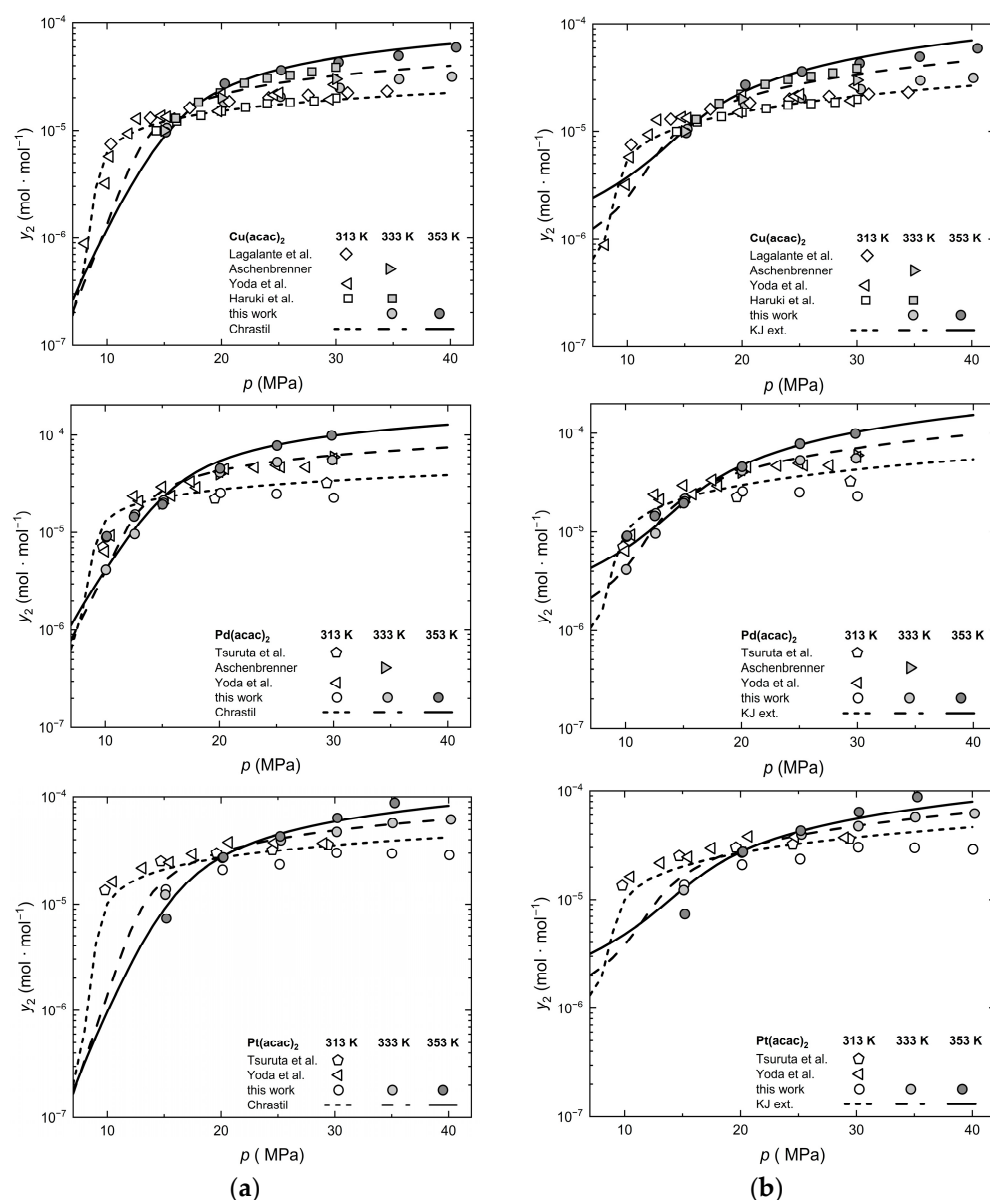 10⁻⁴
10⁻⁵
10⁻⁶
10⁻⁷
y₂ (mol · mol⁻¹)
Cu(acac)₂ 313 K 333 K 353 K
Lagalante et al.
Aschenbrenner
Yoda et al.
Haruki et al.
this work
Chrastil
10 20 30 40
p (MPa)
10⁻⁴
10⁻⁵
10⁻⁶
10⁻⁷
y₂ (mol · mol⁻¹)
Cu(acac)₂ 313 K 333 K 353 K
Lagalante et al.
Aschenbrenner
Yoda et al.
Haruki et al.
this work
KJ ext.
10 20 30 40
p (MPa)
10⁻⁴
10⁻⁵
10⁻⁶
10⁻⁷
y₂ (mol · mol⁻¹)
Pd(acac)₂ 313 K 333 K 353 K
Tsuruta et al.
Aschenbrenner
Yoda et al.
this work
Chrastil
10 20 30 40
p (MPa)
10⁻⁴
10⁻⁵
10⁻⁶
10⁻⁷
y₂ (mol · mol⁻¹)
Pd(acac)₂ 313 K 333 K 353 K
Tsuruta et al.
Aschenbrenner
Yoda et al.
this work
KJ ext.
10 20 30 40
p (MPa)
10⁻⁴
10⁻⁵
10⁻⁶
10⁻⁷
y₂ (mol · mol⁻¹)
Pt(acac)₂ 313 K 333 K 353 K
Tsuruta et al.
Yoda et al.
this work
Chrastil
10 20 30 40
p ( MPa)
10⁻⁴
10⁻⁵
10⁻⁶
10⁻⁷
y₂ (mol · mol⁻¹)
Pt(acac)₂ 313 K 333 K 353 K
Tsuruta et al.
Yoda et al.
this work
KJ ext.
10 20 30 40
p ( MPa)
(a) (b)